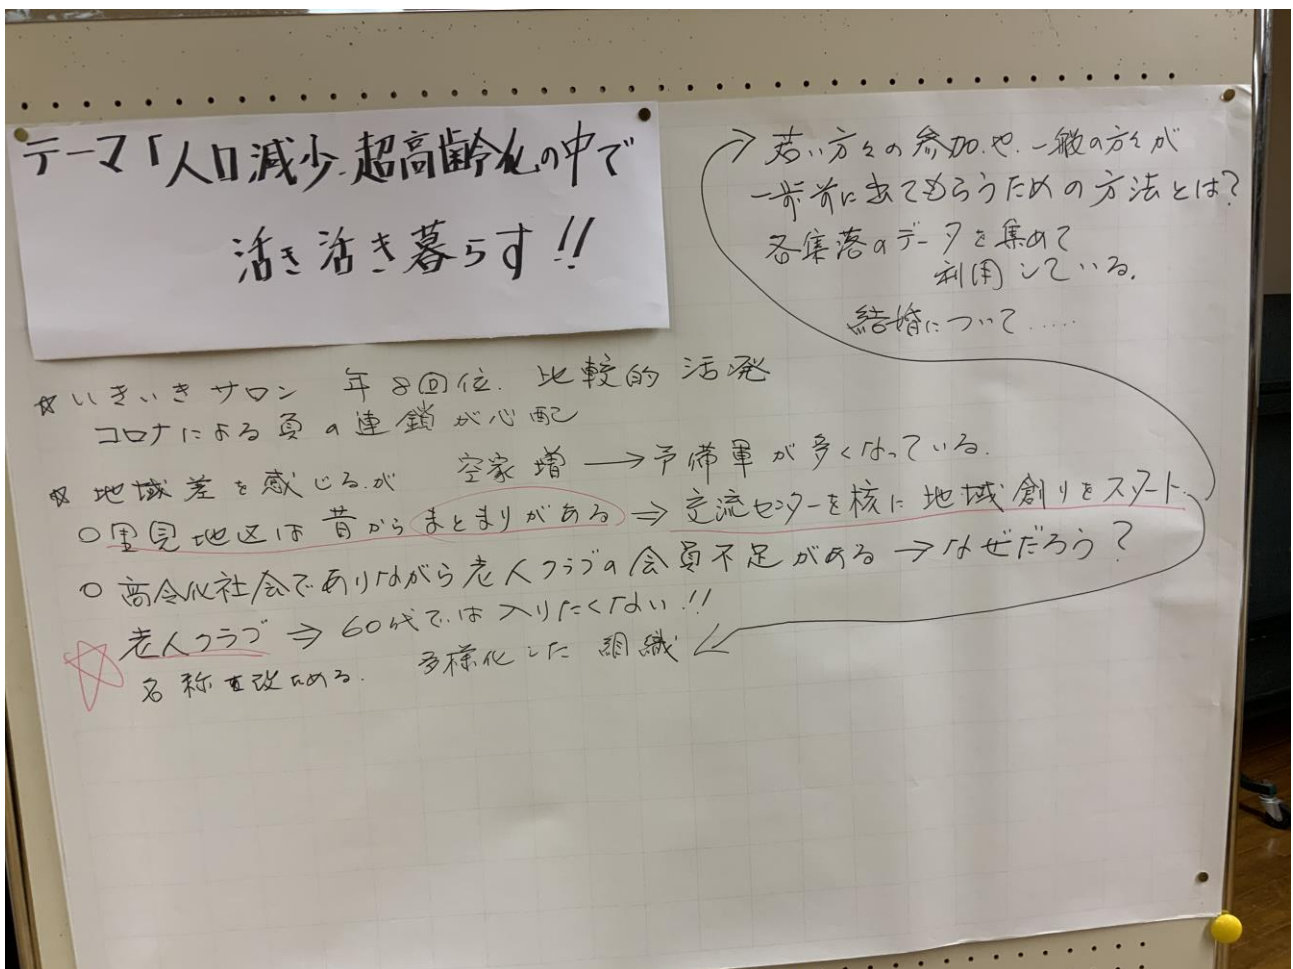 テーマ「人口減少、超高齢化の中で
活き活き暮らす!!
☆いきいきサロン 年8回位. 比較的 活発
コロナによる負の連鎖が心配
☆地域差を感じるが 空家増→予備軍が多くなっている.
○里見地区は昔からまとまりがある⇒交流センターを核に地域創りをスタート.
○高令化社会でありながら老人クラブの会員不足がある→なぜだろう?
☆老人クラブ⇒60代では入りたくない!!
名称を改める. 多様化した組織
→若い方々の参加.や.一般の方々が
一歩前に出てもらうための方法とは?
各集落のデータを集めて
利用している.
結婚について.....